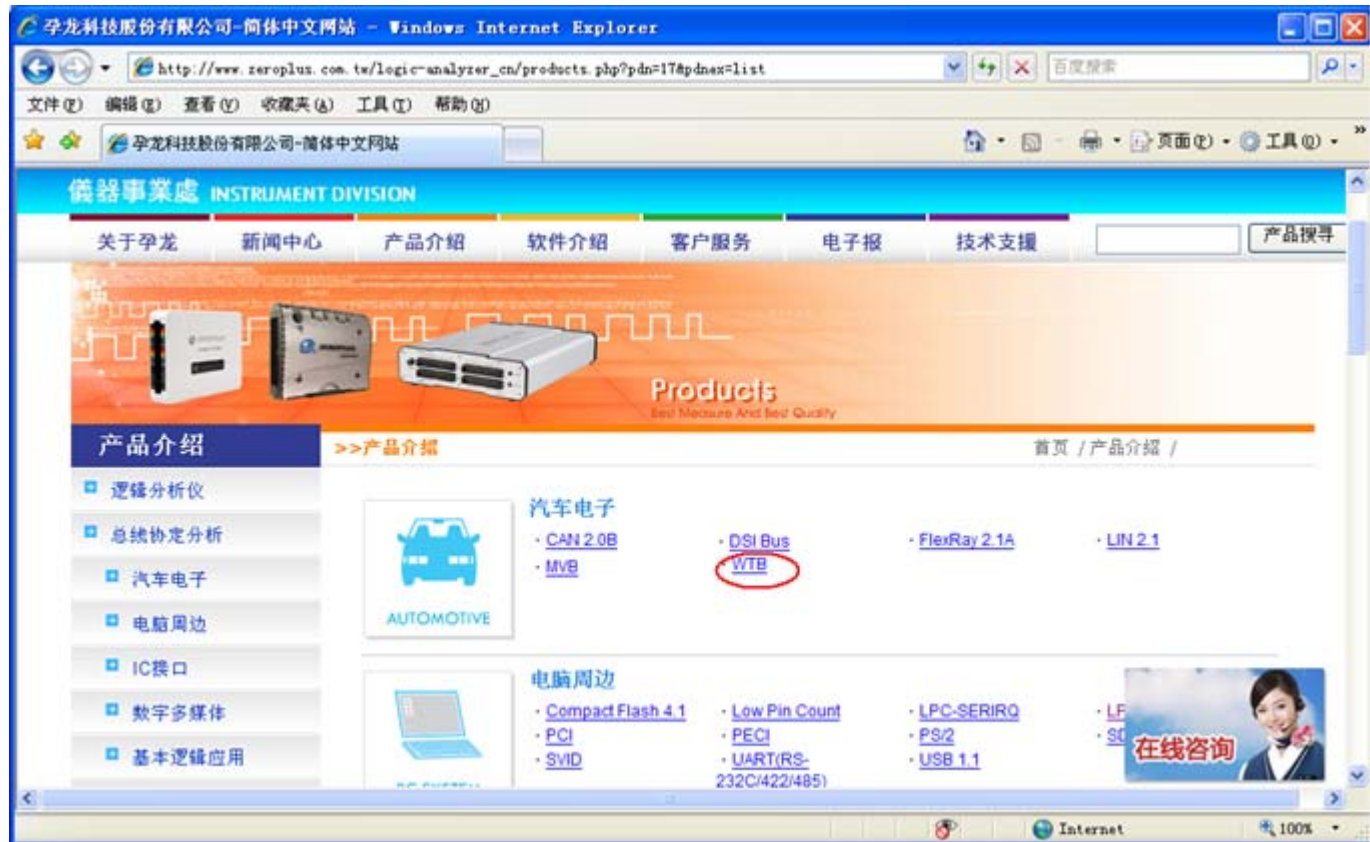 孕龙科技股份有限公司-简体中文网站 - Windows Internet Explorer
http://www.zeroplus.com.tw/logic-analyzer_cn/products.php?pdn=17&pdnex=list
百度搜索
文件(F) 编辑(E) 查看(V) 收藏夹(A) 工具(T) 帮助(H)
孕龙科技股份有限公司-简体中文网站
页面(P) 工具(O)
儀器事業處 INSTRUMENT DIVISION
关于孕龙 新闻中心 产品介绍 软件介绍 客户服务 电子报 技术支援 产品搜寻
Products
Best Measure And Best Quality
产品介绍
>>产品介绍
首页 / 产品介绍 /
逻辑分析仪
总线协定分析
汽车电子
电脑周边
IC接口
数字多媒体
基本逻辑应用
AUTOMOTIVE
汽车电子
· CAN 2.0B · DSI Bus · FlexRay 2.1A · LIN 2.1
· MVB · WTB
电脑周边
· Compact Flash 4.1 · Low Pin Count · LPC-SERIRQ
· PCI · PECI · PS/2
· SVID · UART(RS-232C/422/485) · USB 1.1
在线咨询
Internet
100%